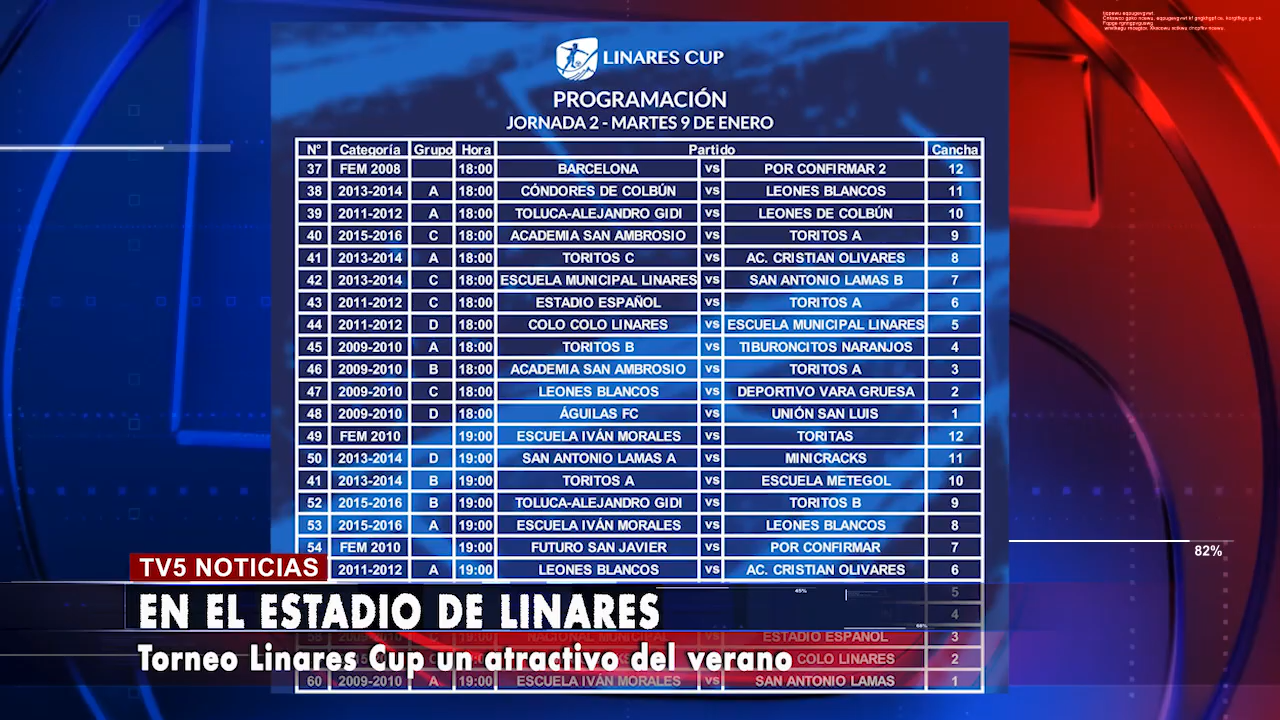 LINARES CUP
PROGRAMACIÓN
JORNADA 2 - MARTES 9 DE ENERO
N° Categoría Grupo Hora Partido Cancha
37 FEM 2008 18:00 BARCELONA vs POR CONFIRMAR 2 12
38 2013-2014 A 18:00 CÓNDORES DE COLBÚN vs LEONES BLANCOS 11
39 2011-2012 A 18:00 TOLUCA-ALEJANDRO GIDI vs LEONES DE COLBÚN 10
40 2015-2016 C 18:00 ACADEMIA SAN AMBROSIO vs TORITOS A 9
41 2013-2014 A 18:00 TORITOS C vs AC. CRISTIAN OLIVARES 8
42 2013-2014 C 18:00 ESCUELA MUNICIPAL LINARES vs SAN ANTONIO LAMAS B 7
43 2011-2012 C 18:00 ESTADIO ESPAÑOL vs TORITOS A 6
44 2011-2012 D 18:00 COLO COLO LINARES vs ESCUELA MUNICIPAL LINARES 5
45 2009-2010 A 18:00 TORITOS B vs TIBURONCITOS NARANJOS 4
46 2009-2010 B 18:00 ACADEMIA SAN AMBROSIO vs TORITOS A 3
47 2009-2010 C 18:00 LEONES BLANCOS vs DEPORTIVO VARA GRUESA 2
48 2009-2010 D 18:00 ÁGUILAS FC vs UNIÓN SAN LUIS 1
49 FEM 2010 19:00 ESCUELA IVÁN MORALES vs TORITAS 12
50 2013-2014 D 19:00 SAN ANTONIO LAMAS A vs MINICRACKS 11
41 2013-2014 B 19:00 TORITOS A vs ESCUELA METEGOL 10
52 2015-2016 B 19:00 TOLUCA-ALEJANDRO GIDI vs TORITOS B 9
53 2015-2016 A 19:00 ESCUELA IVÁN MORALES vs LEONES BLANCOS 8
54 FEM 2010 19:00 FUTURO SAN JAVIER vs POR CONFIRMAR 7
2011-2012 A 19:00 LEONES BLANCOS vs AC. CRISTIAN OLIVARES 6
5
4
58 2009-2010 C 19:00 NACIONAL MUNICIPAL vs ESTADIO ESPAÑOL 3
COLO LINARES 2
60 2009-2010 A 19:00 ESCUELA IVÁN MORALES vs SAN ANTONIO LAMAS 1
82%
45%
TV5 NOTICIAS
EN EL ESTADIO DE LINARES
Torneo Linares Cup un atractivo del verano